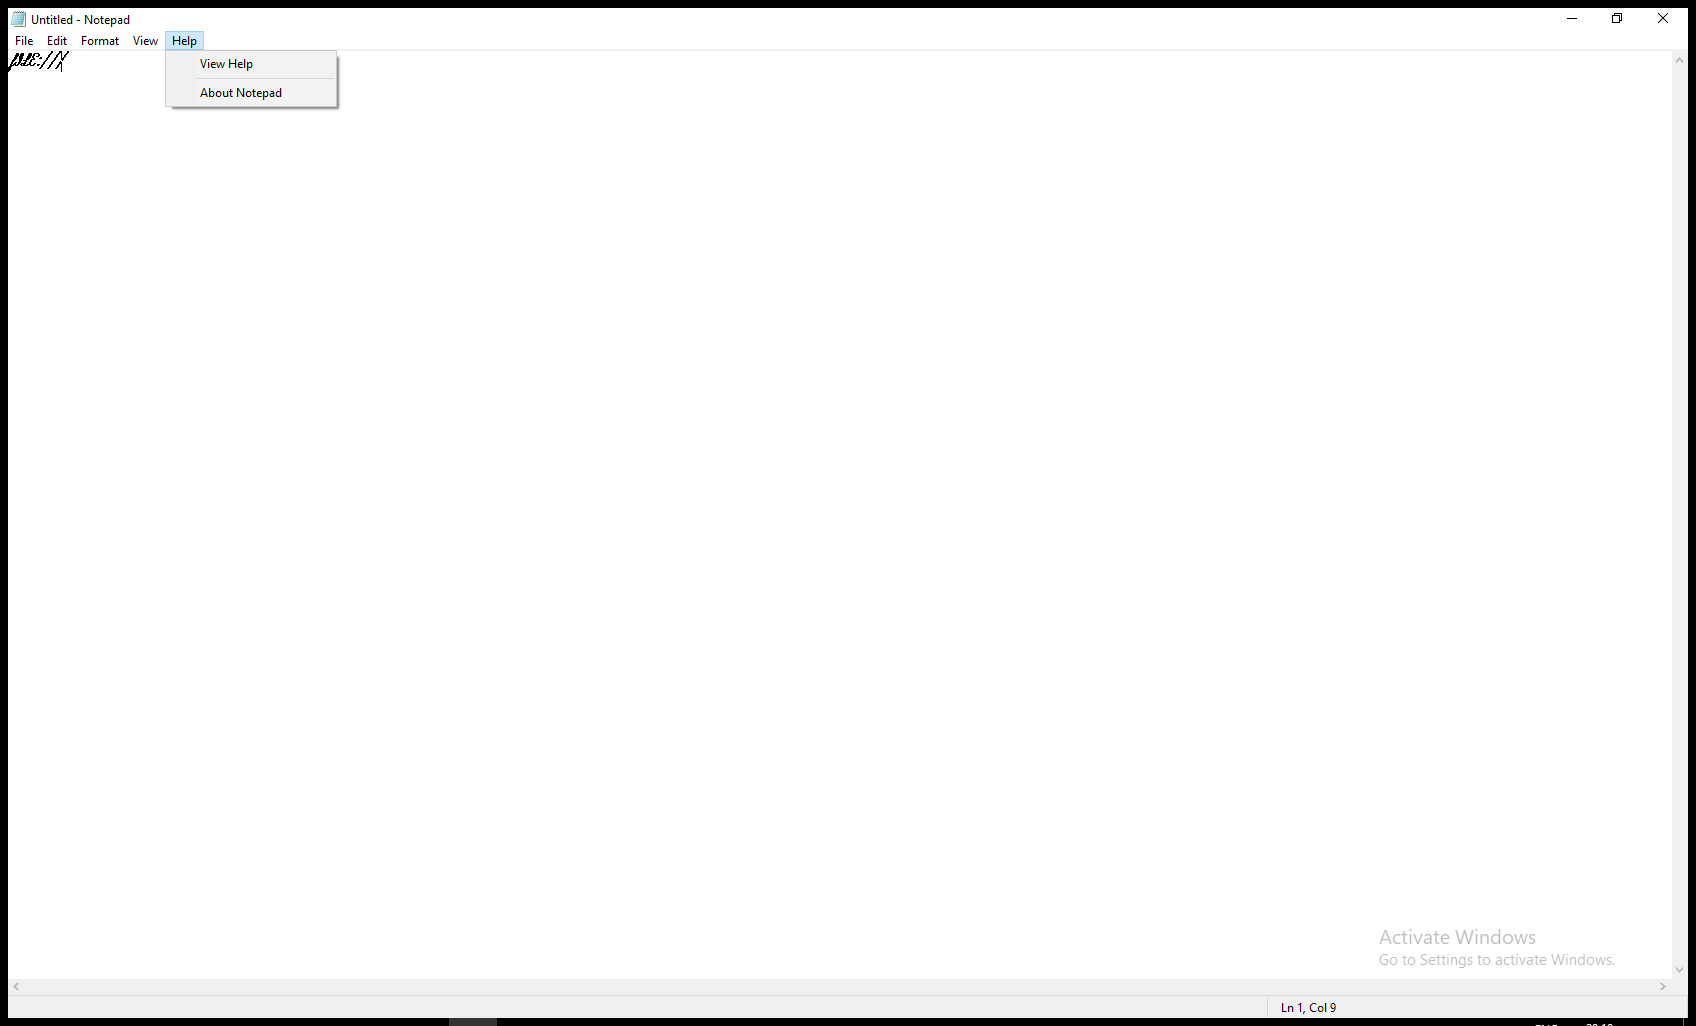 Untitled - Notepad
File Edit Format View Help
View Help
About Notepad
Activate Windows
Go to Settings to activate Windows.
Ln 1, Col 9